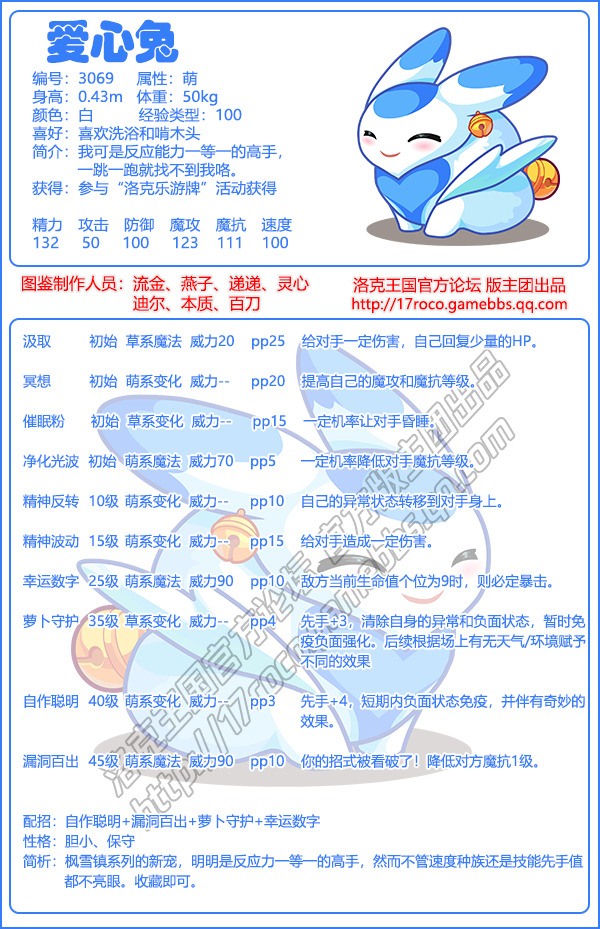 爱心兔
编号：3069 属性：萌
身高：0.43m 体重：50kg
颜色：白 经验类型：100
喜好：喜欢洗浴和啃木头
简介：我可是反应能力一等一的高手，
一跳一跑就找不到我咯。
获得：参与“洛克乐游牌”活动获得
精力 攻击 防御 魔攻 魔抗 速度
132 50 100 123 111 100
图鉴制作人员：流金、燕子、递递、灵心
迪尔、本质、百刀
洛克王国官方论坛 版主团出品
http://17roco.gamebbs.qq.com
汲取 初始 草系魔法 威力20 pp25 给对手一定伤害，自己回复少量的HP。
冥想 初始 萌系变化 威力-- pp20 提高自己的魔攻和魔抗等级。
催眠粉 初始 草系变化 威力-- pp15 一定机率让对手昏睡。
净化光波 初始 萌系魔法 威力70 pp5 一定机率降低对手魔抗等级。
精神反转 10级 萌系变化 威力-- pp10 自己的异常状态转移到对手身上。
精神波动 15级 萌系变化 威力-- pp15 给对手造成一定伤害。
幸运数字 25级 萌系魔法 威力90 pp10 敌方当前生命值个位为9时，则必定暴击。
萝卜守护 35级 草系变化 威力-- pp4 先手+3，清除自身的异常和负面状态，暂时免
疫负面强化。后续根据场上有无天气/环境赋予
不同的效果
自作聪明 40级 萌系变化 威力-- pp3 先手+4，短期内负面状态免疫，并伴有奇妙的
效果。
漏洞百出 45级 萌系魔法 威力90 pp10 你的招式被看破了！降低对方魔抗1级。
洛克王国官方论坛 官方版主团出品
http://17roco.gamebbs.qq.com
配招：自作聪明+漏洞百出+萝卜守护+幸运数字
性格：胆小、保守
简析：枫雪镇系列的新宠，明明是反应力一等一的高手，然而不管速度种族还是技能先手值
都不亮眼。收藏即可。